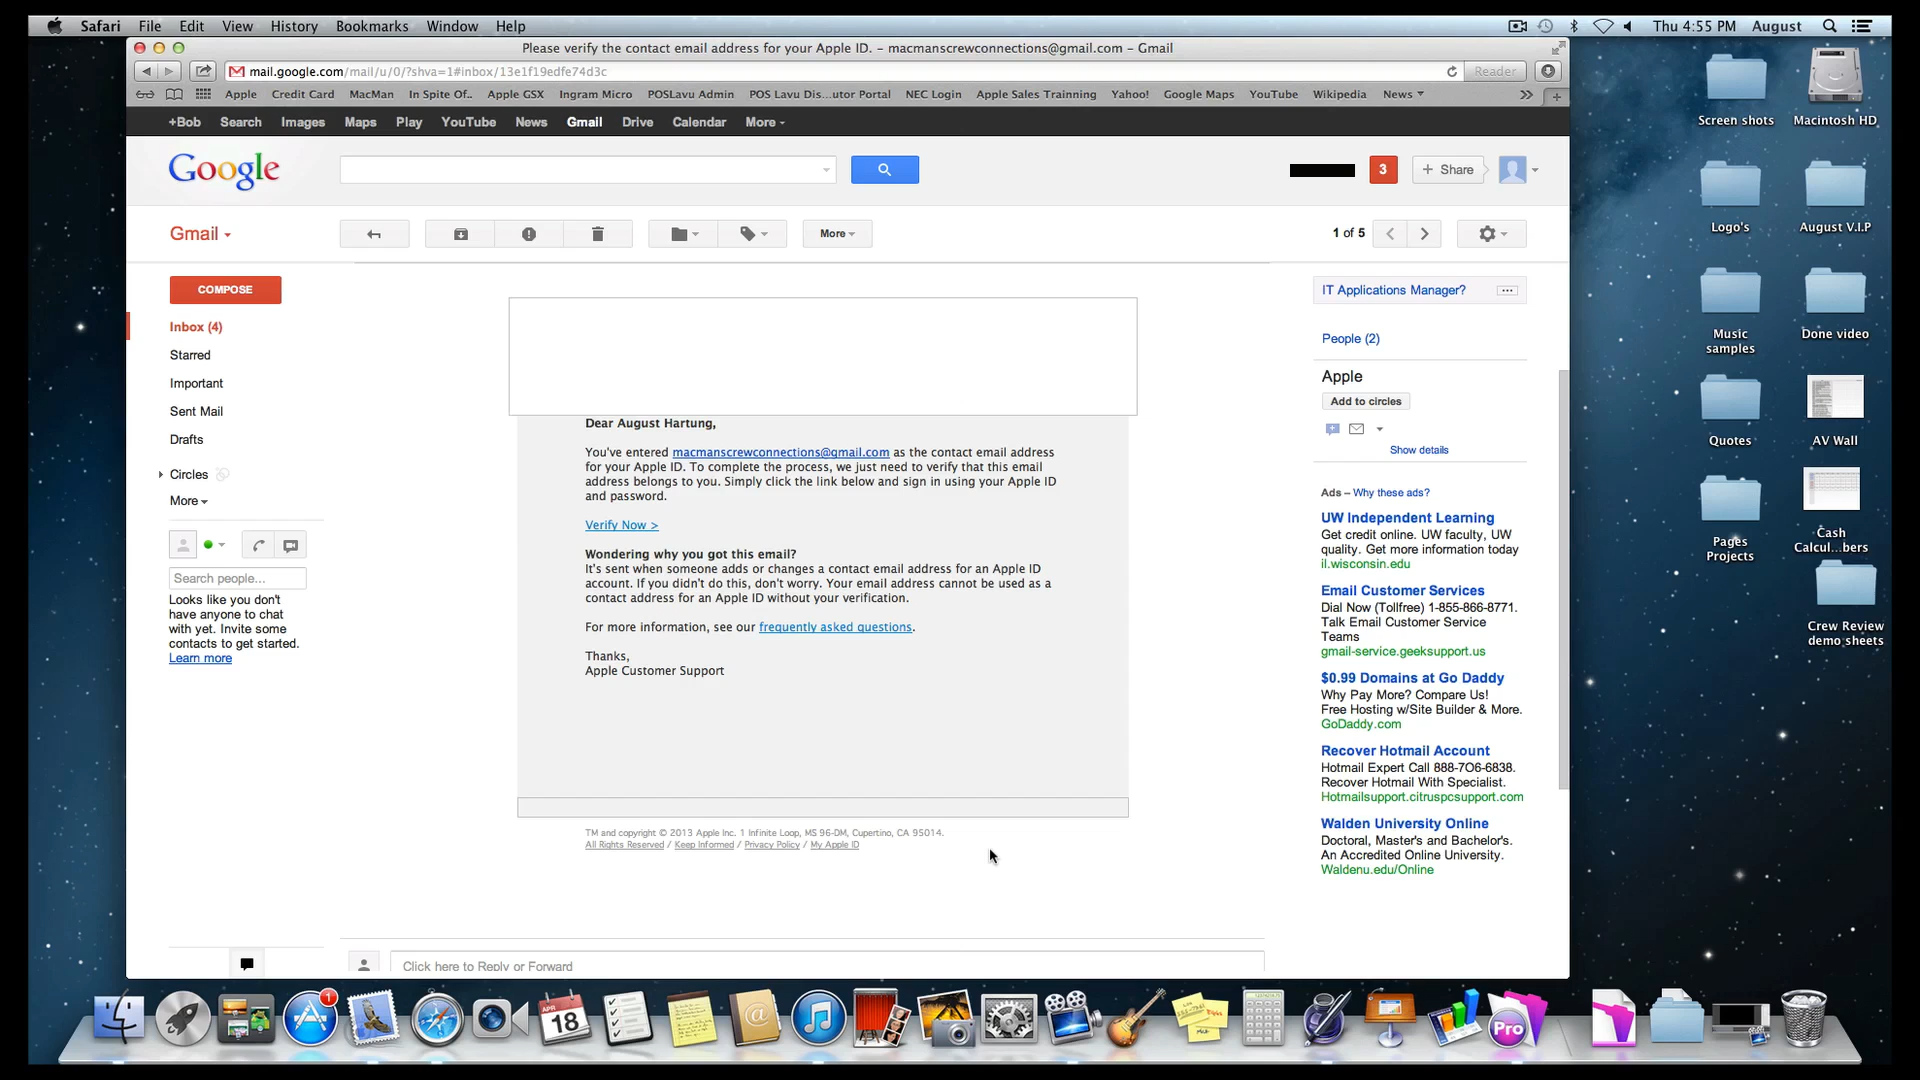 Safari File Edit View History Bookmarks Window Help
Thu 4:55 PM August
Please verify the contact email address for your Apple ID. – macmanscrewconnections@gmail.com – Gmail
mail.google.com/mail/u/0/?shva=1#inbox/13e1f19edfe74d3c
Reader
Apple Credit Card MacMan In Spite Of.. Apple GSX Ingram Micro POSLavu Admin POS Lavu Dis...utor Portal NEC Login Apple Sales Trainning Yahoo! Google Maps YouTube Wikipedia News
+Bob Search Images Maps Play YouTube News Gmail Drive Calendar More
Google
3
+ Share
Gmail
More
1 of 5
COMPOSE
Inbox (4)
Starred
Important
Sent Mail
Drafts
Circles
More
Search people...
Looks like you don't
have anyone to chat
with yet. Invite some
contacts to get started.
Learn more
Dear August Hartung,
You've entered macmanscrewconnections@gmail.com as the contact email address
for your Apple ID. To complete the process, we just need to verify that this email
address belongs to you. Simply click the link below and sign in using your Apple ID
and password.
Verify Now >
Wondering why you got this email?
It's sent when someone adds or changes a contact email address for an Apple ID
account. If you didn't do this, don't worry. Your email address cannot be used as a
contact address for an Apple ID without your verification.
For more information, see our frequently asked questions.
Thanks,
Apple Customer Support
TM and copyright © 2013 Apple Inc. 1 Infinite Loop, MS 96-DM, Cupertino, CA 95014.
All Rights Reserved / Keep Informed / Privacy Policy / My Apple ID
Click here to Reply or Forward
IT Applications Manager?
People (2)
Apple
Add to circles
Show details
Ads – Why these ads?
UW Independent Learning
Get credit online. UW faculty, UW
quality. Get more information today
il.wisconsin.edu
Email Customer Services
Dial Now (Tollfree) 1-855-866-8771.
Talk Email Customer Service
Teams
gmail-service.geeksupport.us
$0.99 Domains at Go Daddy
Why Pay More? Compare Us!
Free Hosting w/Site Builder & More.
GoDaddy.com
Recover Hotmail Account
Hotmail Expert Call 888-7O6-6838.
Recover Hotmail With Specialist.
Hotmailsupport.citruspcsupport.com
Walden University Online
Doctoral, Master's and Bachelor's.
An Accredited Online University.
Waldenu.edu/Online
Screen shots
Macintosh HD
Logo's
August V.I.P
Music
samples
Done video
Quotes
AV Wall
Pages
Projects
Cash
Calcul...bers
Crew Review
demo sheets
1
APR
18
Pro